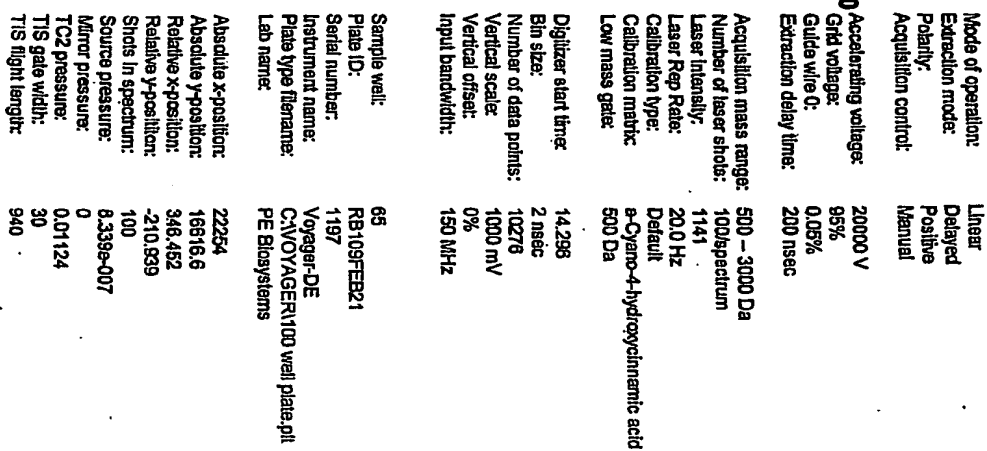 Mode of operation: Linear
Extraction mode: Delayed
Polarity: Positive
Acquisition control: Manual
Accelerating voltage: 20000 V
Grid voltage: 95%
Guide wire 0: 0.05%
Extraction delay time: 200 nsec
Acquisition mass range: 500 – 3000 Da
Number of laser shots: 100/spectrum
Laser intensity: 1141
Laser Rep Rate: 20.0 Hz
Calibration type: Default
Calibration matrix: a-Cyano-4-hydroxycinnamic acid
Low mass gate: 500 Da
Digitizer start time: 14.296
Bin size: 2 nsec
Number of data points: 10276
Vertical scale: 1000 mV
Vertical offset: 0%
Input bandwidth: 150 MHz
Sample well: 65
Plate ID: RB109FEB21
Serial number: 1197
Instrument name: Voyager-DE
Plate type filename: C:\VOYAGER\100 well plate.plt
Lab name: PE Biosystems
Absolute x-position: 22254
Absolute y-position: 16616.6
Relative x-position: 346.452
Relative y-position: -210.939
Shots in spectrum: 100
Source pressure: 8.339e-007
Mirror pressure: 0
TC2 pressure: 0.01124
TIS gate width: 30
TIS flight length: 940